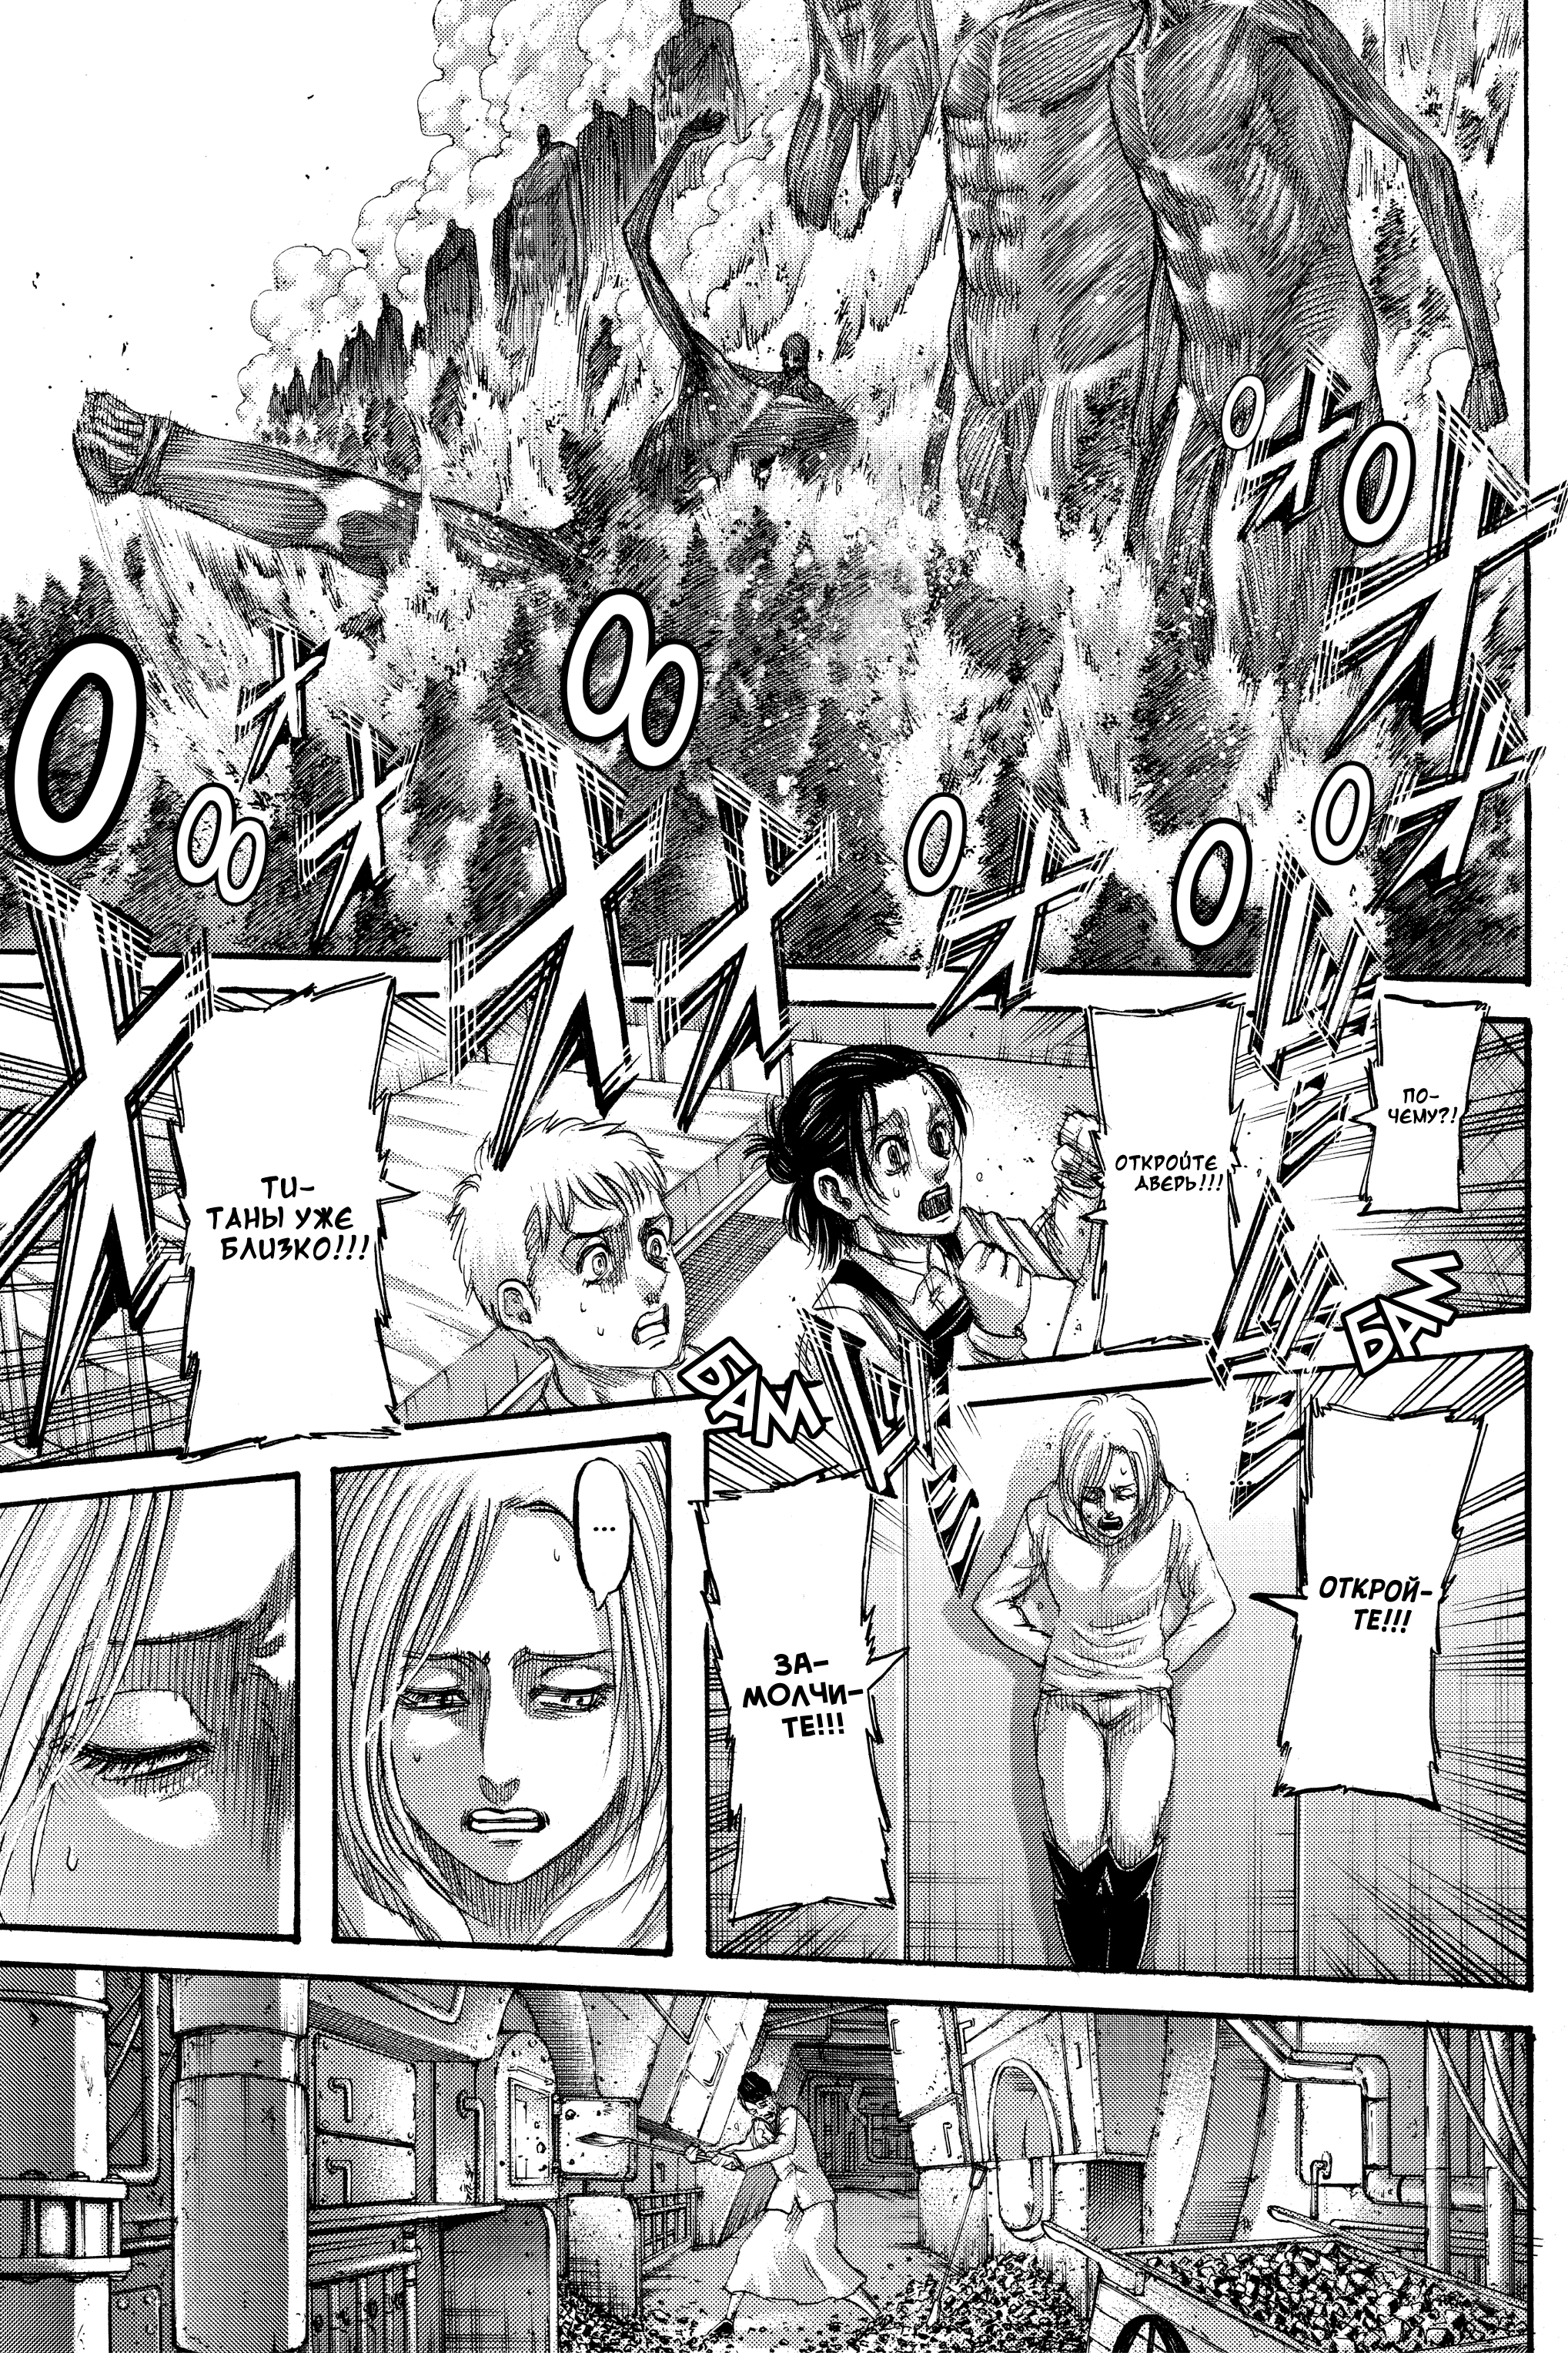 ПО-
ЧЕМУ?!
ОТКРОЙТЕ
ДВЕРЬ!!!
ТИ-
ТАНЫ УЖЕ
БЛИЗКО!!!
БАМ
БАМ
ОТКРОЙ-
ТЕ!!!
ЗА-
МОЛЧИ-
ТЕ!!!
...